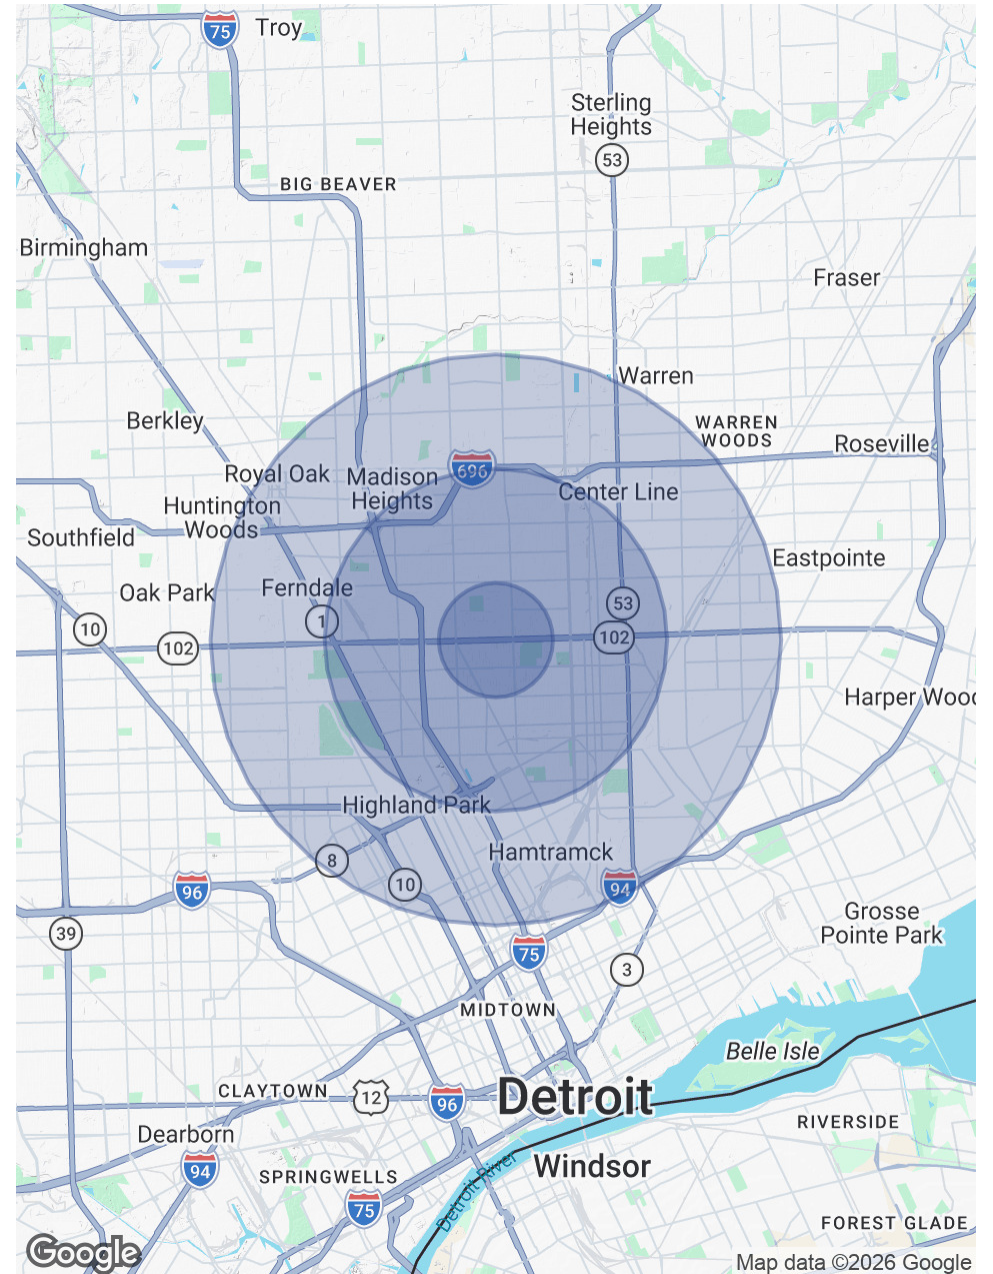 75
Troy
Sterling
Heights
53
BIG BEAVER
Birmingham
Fraser
Warren
Berkley
WARREN
WOODS
Roseville
Royal Oak
Madison
Heights
696
Center Line
Huntington
Woods
Southfield
Eastpointe
Oak Park
Ferndale
53
10
1
102
102
Harper Wood
Highland Park
Hamtramck
8
10
96
94
39
Grosse
Pointe Park
75
3
MIDTOWN
Belle Isle
CLAYTOWN
12
96
Detroit
Dearborn
RIVERSIDE
94
SPRINGWELLS
Windsor
Detroit River
75
FOREST GLADE
Google
Map data ©2026 Google